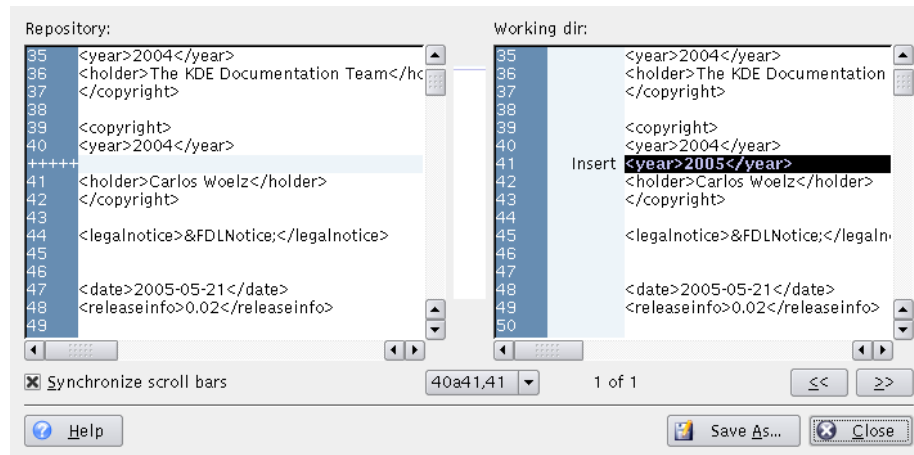 Repository:
35 <year>2004</year>
36 <holder>The KDE Documentation Team</hc
37 </copyright>
38
39 <copyright>
40 <year>2004</year>
+++++
41 <holder>Carlos Woelz</holder>
42 </copyright>
43
44 <legalnotice>&FDLNotice;</legalnotice>
45
46
47 <date>2005-05-21</date>
48 <releaseinfo>0.02</releaseinfo>
49
Working dir:
35 <year>2004</year>
36 <holder>The KDE Documentation
37 </copyright>
38
39 <copyright>
40 <year>2004</year>
41 Insert <year>2005</year>
42 <holder>Carlos Woelz</holder>
43 </copyright>
44
45 <legalnotice>&FDLNotice;</legaln
46
47
48 <date>2005-05-21</date>
49 <releaseinfo>0.02</releaseinfo>
50
Synchronize scroll bars
40a41,41
1 of 1
<<
>>
Help
Save As...
Close